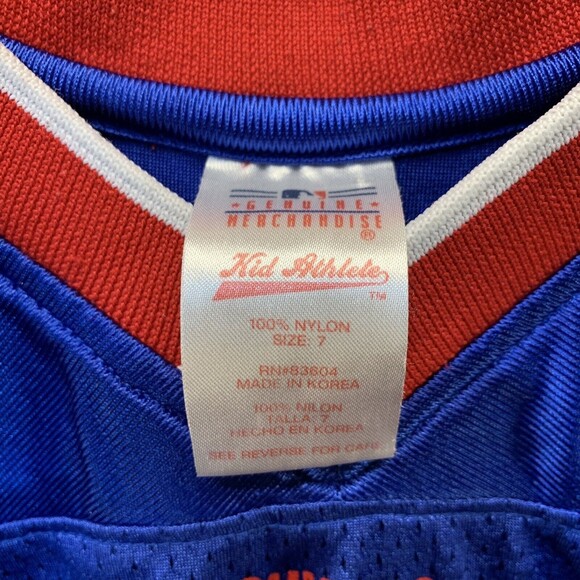 ★ GENUINE ★
MERCHANDISE
®
Kid Athlete
™
100% NYLON
SIZE: 7
RN#83604
MADE IN KOREA
100% NILON
TALLA: 7
HECHO EN KOREA
SEE REVERSE FOR CARE